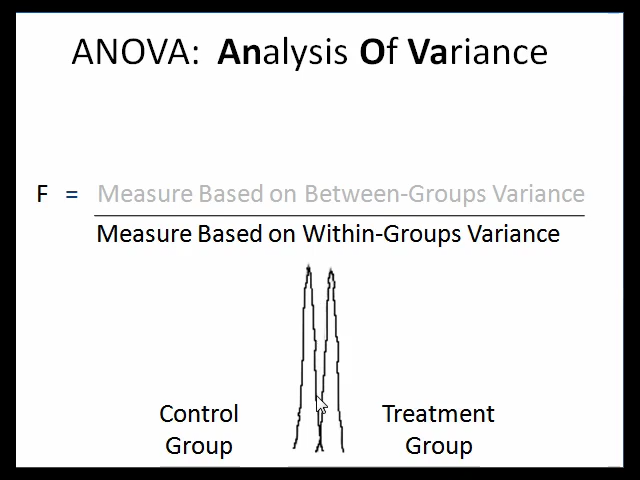 ANOVA: Analysis Of Variance
F = Measure Based on Between-Groups Variance
Measure Based on Within-Groups Variance
Control
Group
Treatment
Group